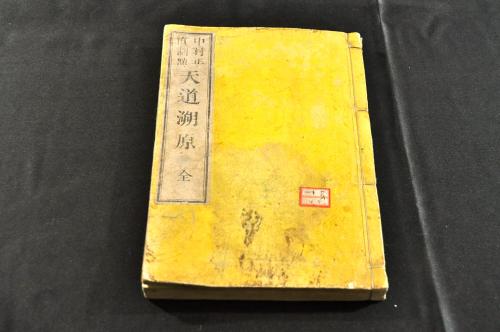 中村正
直訓點
天道溯原 全